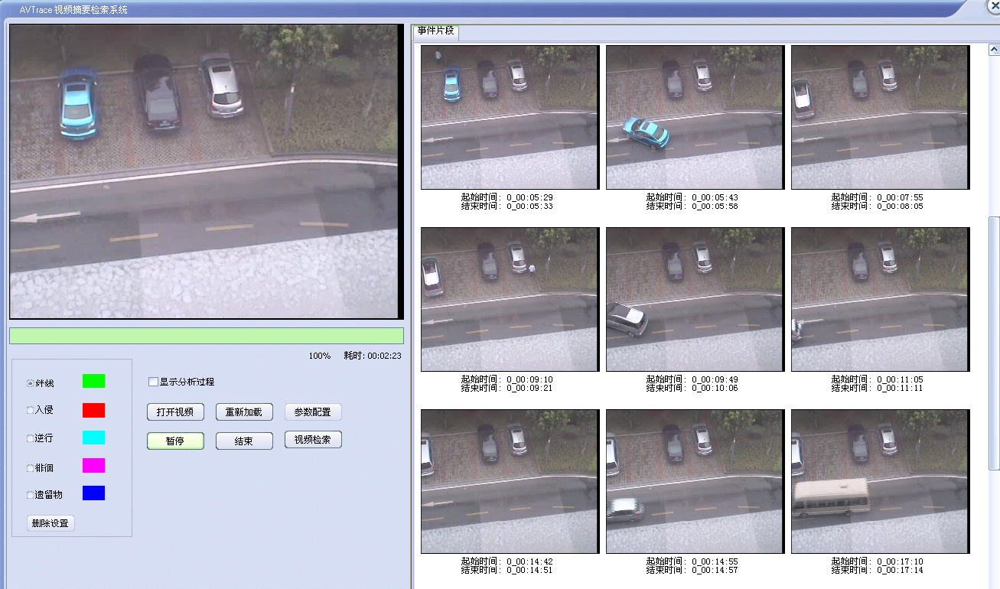 AVTrace 视频摘要检索系统
事件片段
起始时间: 0_00:05:29
结束时间: 0_00:05:33
起始时间: 0_00:05:43
结束时间: 0_00:05:58
起始时间: 0_00:07:55
结束时间: 0_00:08:05
起始时间: 0_00:09:10
结束时间: 0_00:09:21
起始时间: 0_00:09:49
结束时间: 0_00:10:06
起始时间: 0_00:11:05
结束时间: 0_00:11:11
起始时间: 0_00:14:42
结束时间: 0_00:14:51
起始时间: 0_00:14:55
结束时间: 0_00:14:57
起始时间: 0_00:17:10
结束时间: 0_00:17:14
100% 耗时: 00:02:23
绊线
入侵
逆行
徘徊
遗留物
删除设置
显示分析过程
打开视频 重新加载 参数配置
暂停 结束 视频检索